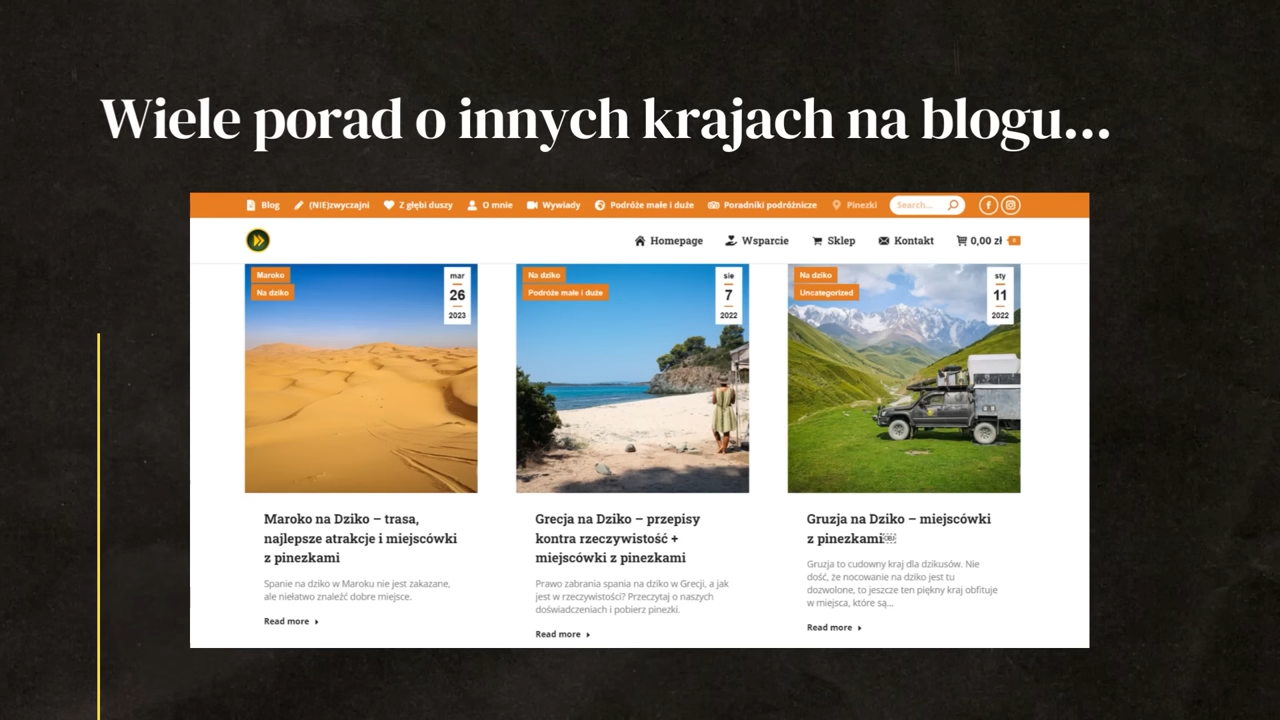 Wiele porad o innych krajach na blogu...
Blog (NIE)zwyczajni Z głębi duszy O mnie Wywiady Podróże małe i duże Poradniki podróżnicze Pinezki Search...
Homepage Wsparcie Sklep Kontakt 0,00 zł 0
Maroko
Na dziko
mar
26
2023
Maroko na Dziko – trasa,
najlepsze atrakcje i miejscówki
z pinezkami
Spanie na dziko w Maroku nie jest zakazane,
ale niełatwo znaleźć dobre miejsce.
Read more
Na dziko
Podróże małe i duże
sie
7
2022
Grecja na Dziko – przepisy
kontra rzeczywistość +
miejscówki z pinezkami
Prawo zabrania spania na dziko w Grecji, a jak
jest w rzeczywistości? Przeczytaj o naszych
doświadczeniach i pobierz pinezki.
Read more
Na dziko
Uncategorized
sty
11
2022
Gruzja na Dziko – miejscówki
z pinezkami￼
Gruzja to cudowny kraj dla dzikusów. Nie
dość, że nocowanie na dziko jest tu
dozwolone, to jeszcze ten piękny kraj obfituje
w miejsca, które są...
Read more